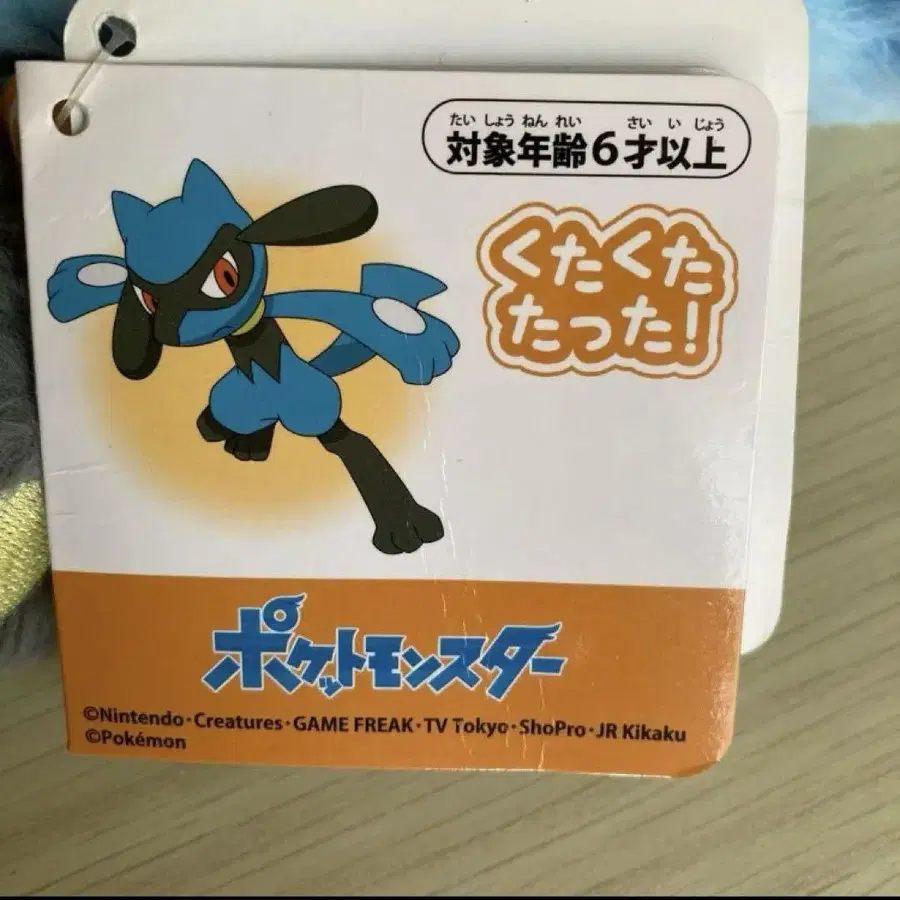 たいしょうねんれい さいいじょう
対象年齢6才以上
くたくた
たった!
ポケットモンスター
©Nintendo・Creatures・GAME FREAK・TV Tokyo・ShoPro・JR Kikaku
©Pokémon